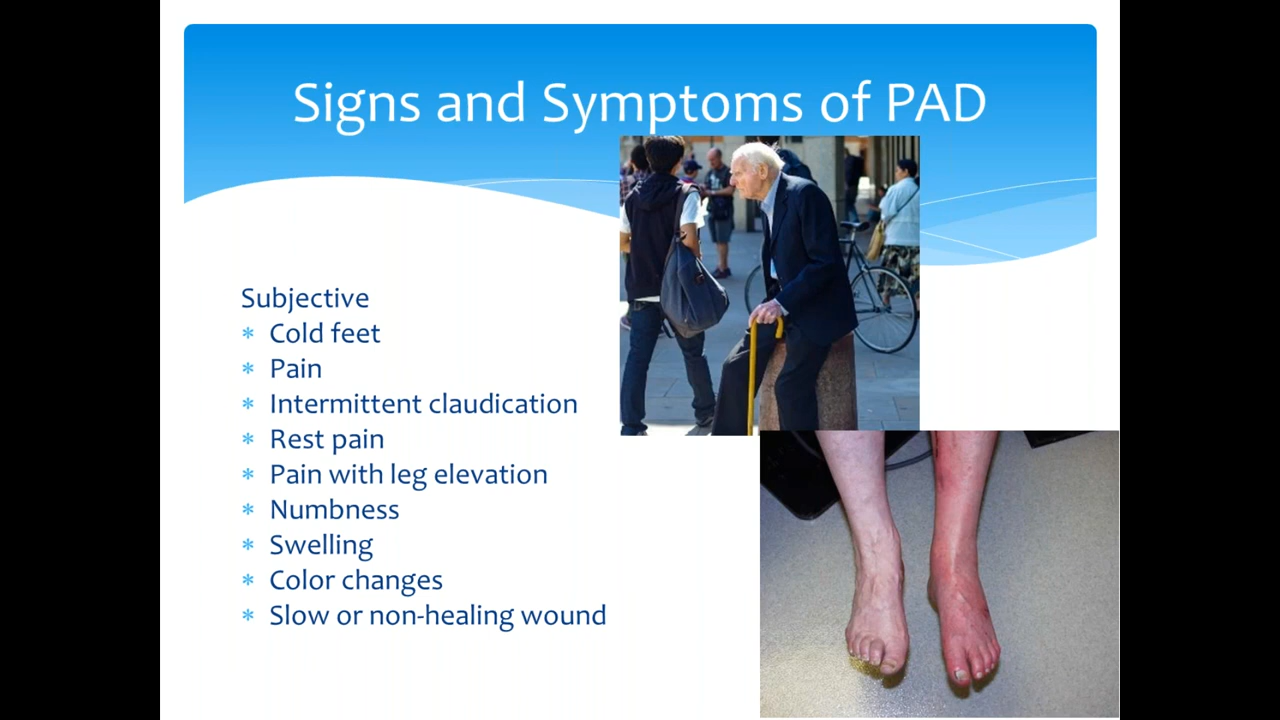 Signs and Symptoms of PAD
Subjective
* Cold feet
* Pain
* Intermittent claudication
* Rest pain
* Pain with leg elevation
* Numbness
* Swelling
* Color changes
* Slow or non-healing wound